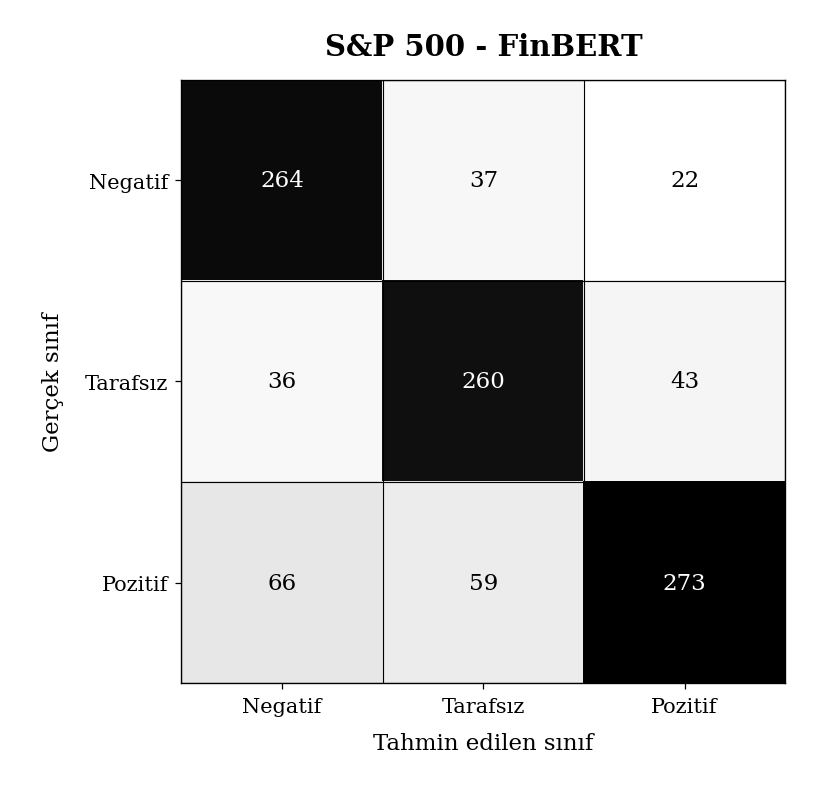 S&P 500 - FinBERT
Gerçek sınıf
Negatif 264 37 22
Tarafsız 36 260 43
Pozitif 66 59 273
Negatif Tarafsız Pozitif
Tahmin edilen sınıf